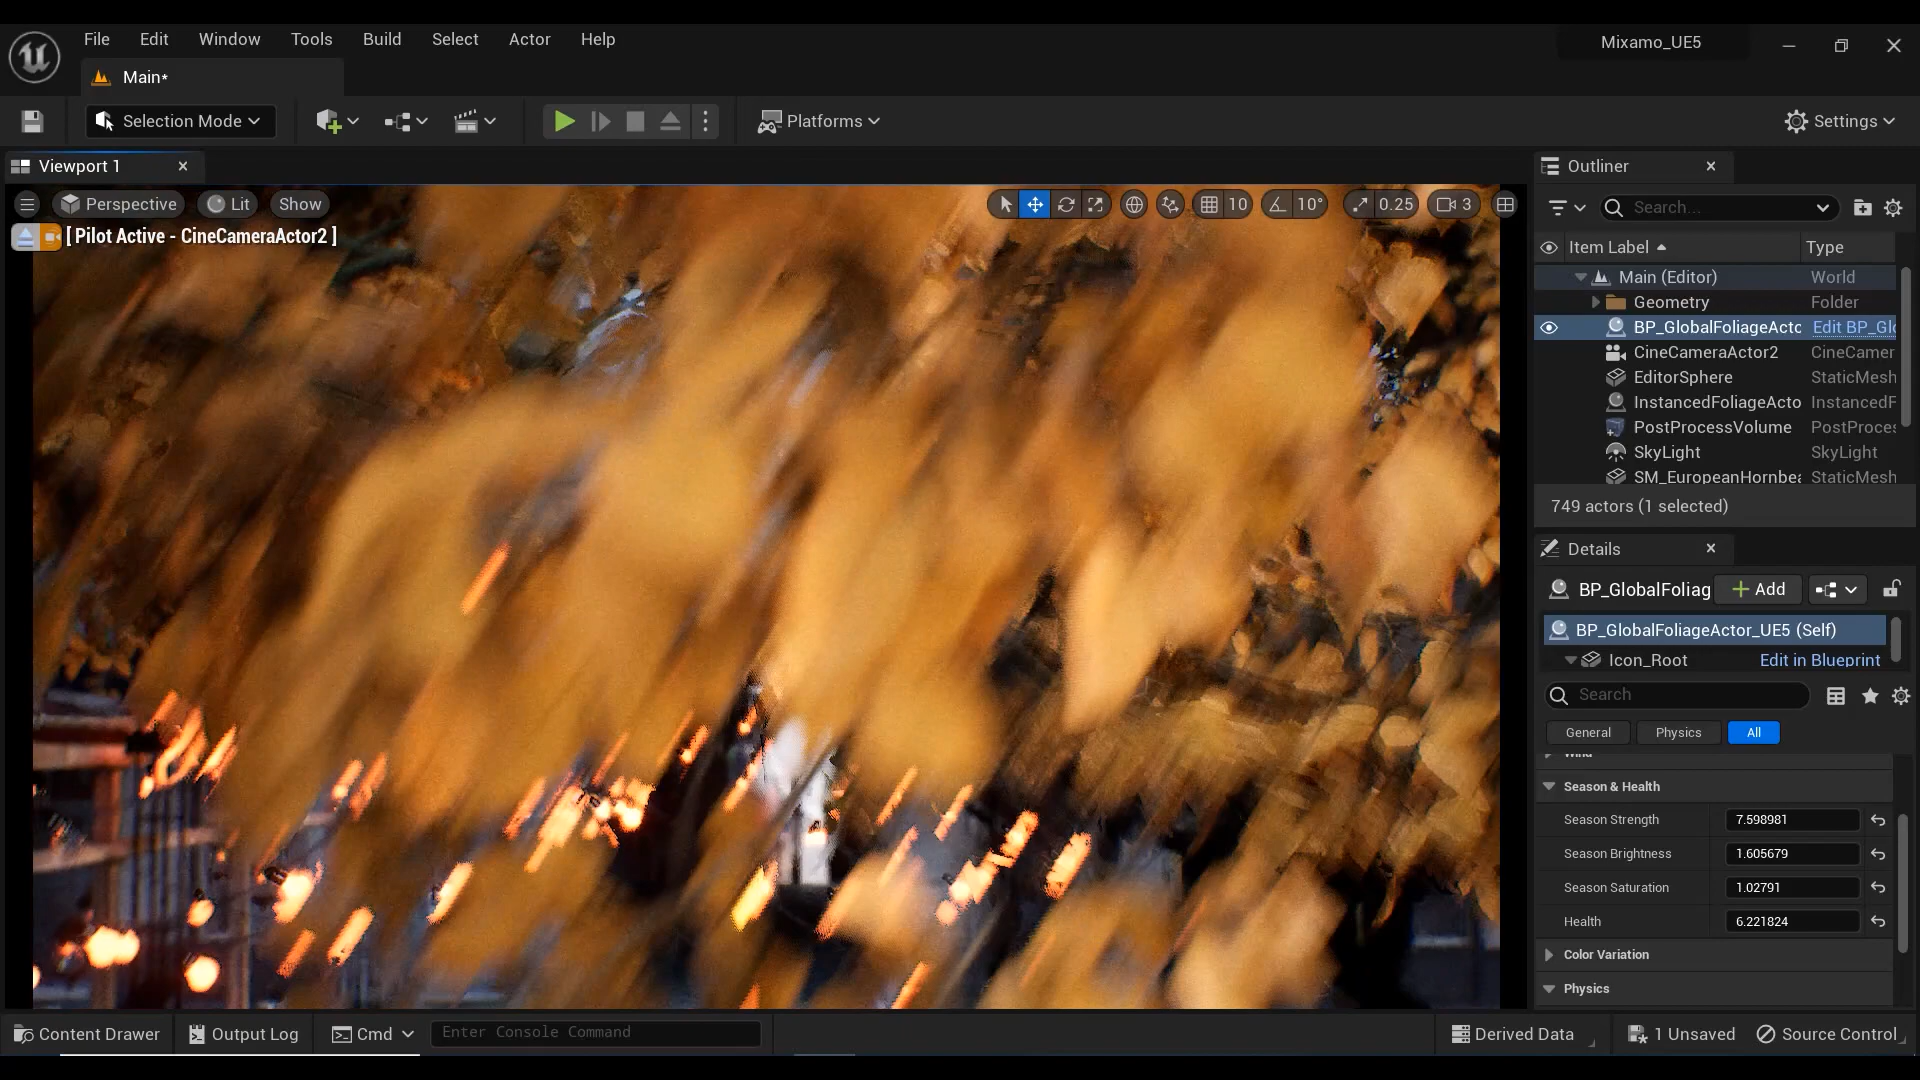 File Edit Window Tools Build Select Actor Help
Mixamo_UE5
Main*
Selection Mode
Platforms
Settings
Viewport 1
Perspective Lit Show
10 10° 0.25 3
[ Pilot Active - CineCameraActor2 ]
Outliner
Search...
Item Label Type
Main (Editor) World
Geometry Folder
BP_GlobalFoliageActo Edit BP_Glo
CineCameraActor2 CineCamer
EditorSphere StaticMesh
InstancedFoliageActo InstancedF
PostProcessVolume PostProces
SkyLight SkyLight
SM_EuropeanHornbea StaticMesh
749 actors (1 selected)
Details
BP_GlobalFoliag Add
BP_GlobalFoliageActor_UE5 (Self)
Icon_Root Edit in Blueprint
Search
General Physics All
Wind
Season & Health
Season Strength 7.598981
Season Brightness 1.605679
Season Saturation 1.02791
Health 6.221824
Color Variation
Physics
Content Drawer Output Log Cmd Enter Console Command Derived Data 1 Unsaved Source Control